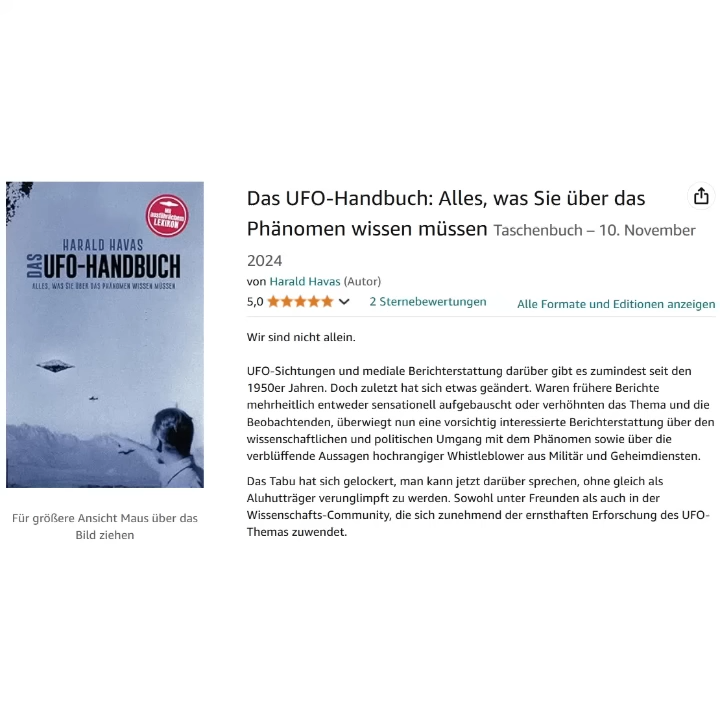 Mit
ausführlichem
LEXIKON
HARALD HAVAS
DAS UFO-HANDBUCH
ALLES, WAS SIE ÜBER DAS PHÄNOMEN WISSEN MÜSSEN
Für größere Ansicht Maus über das
Bild ziehen
Das UFO-Handbuch: Alles, was Sie über das
Phänomen wissen müssen Taschenbuch – 10. November
2024
von Harald Havas (Autor)
5,0 2 Sternebewertungen Alle Formate und Editionen anzeigen
Wir sind nicht allein.
UFO-Sichtungen und mediale Berichterstattung darüber gibt es zumindest seit den
1950er Jahren. Doch zuletzt hat sich etwas geändert. Waren frühere Berichte
mehrheitlich entweder sensationell aufgebauscht oder verhöhnten das Thema und die
Beobachtenden, überwiegt nun eine vorsichtig interessierte Berichterstattung über den
wissenschaftlichen und politischen Umgang mit dem Phänomen sowie über die
verblüffende Aussagen hochrangiger Whistleblower aus Militär und Geheimdiensten.
Das Tabu hat sich gelockert, man kann jetzt darüber sprechen, ohne gleich als
Aluhutträger verunglimpft zu werden. Sowohl unter Freunden als auch in der
Wissenschafts-Community, die sich zunehmend der ernsthaften Erforschung des UFO-
Themas zuwendet.